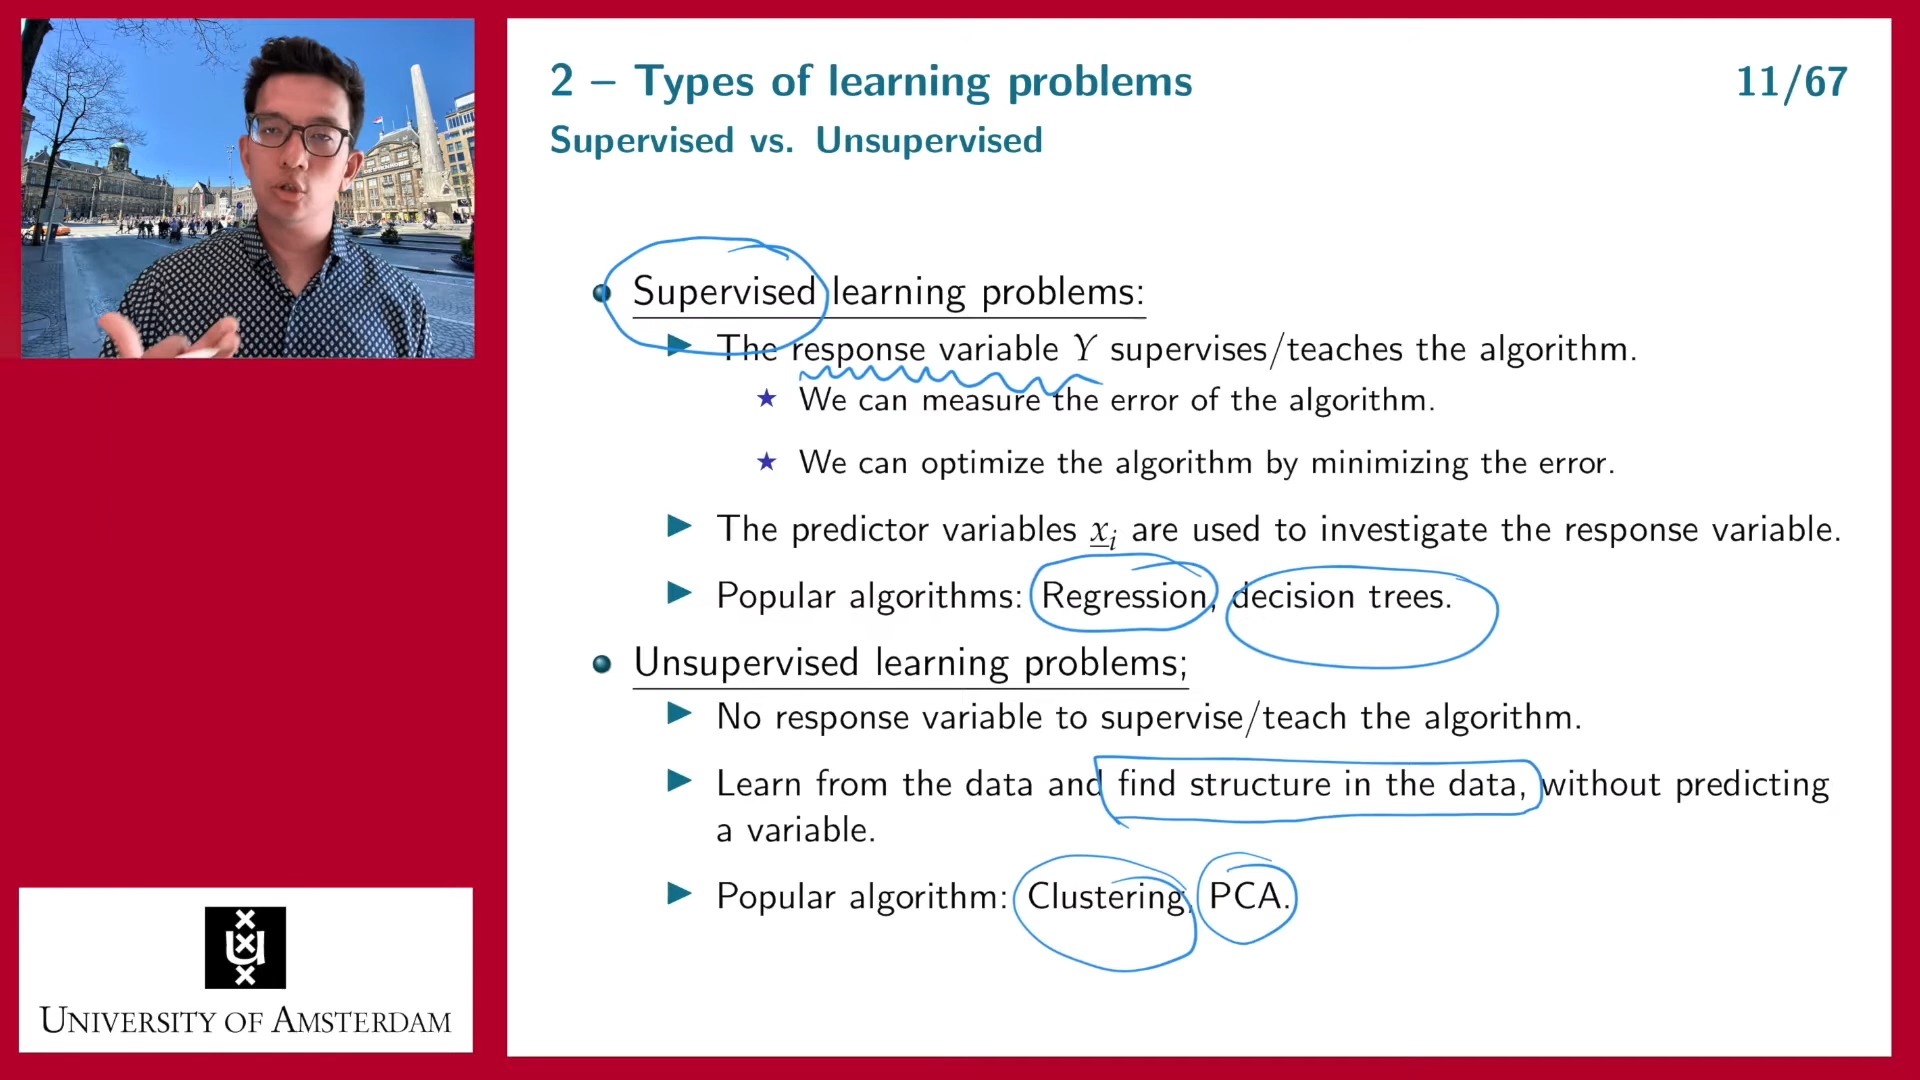 2 – Types of learning problems
11/67
Supervised vs. Unsupervised
Supervised learning problems:
The response variable Y supervises/teaches the algorithm.
We can measure the error of the algorithm.
We can optimize the algorithm by minimizing the error.
The predictor variables x_i are used to investigate the response variable.
Popular algorithms: Regression, decision trees.
Unsupervised learning problems;
No response variable to supervise/teach the algorithm.
Learn from the data and find structure in the data, without predicting
a variable.
Popular algorithm: Clustering, PCA.
UNIVERSITY OF AMSTERDAM